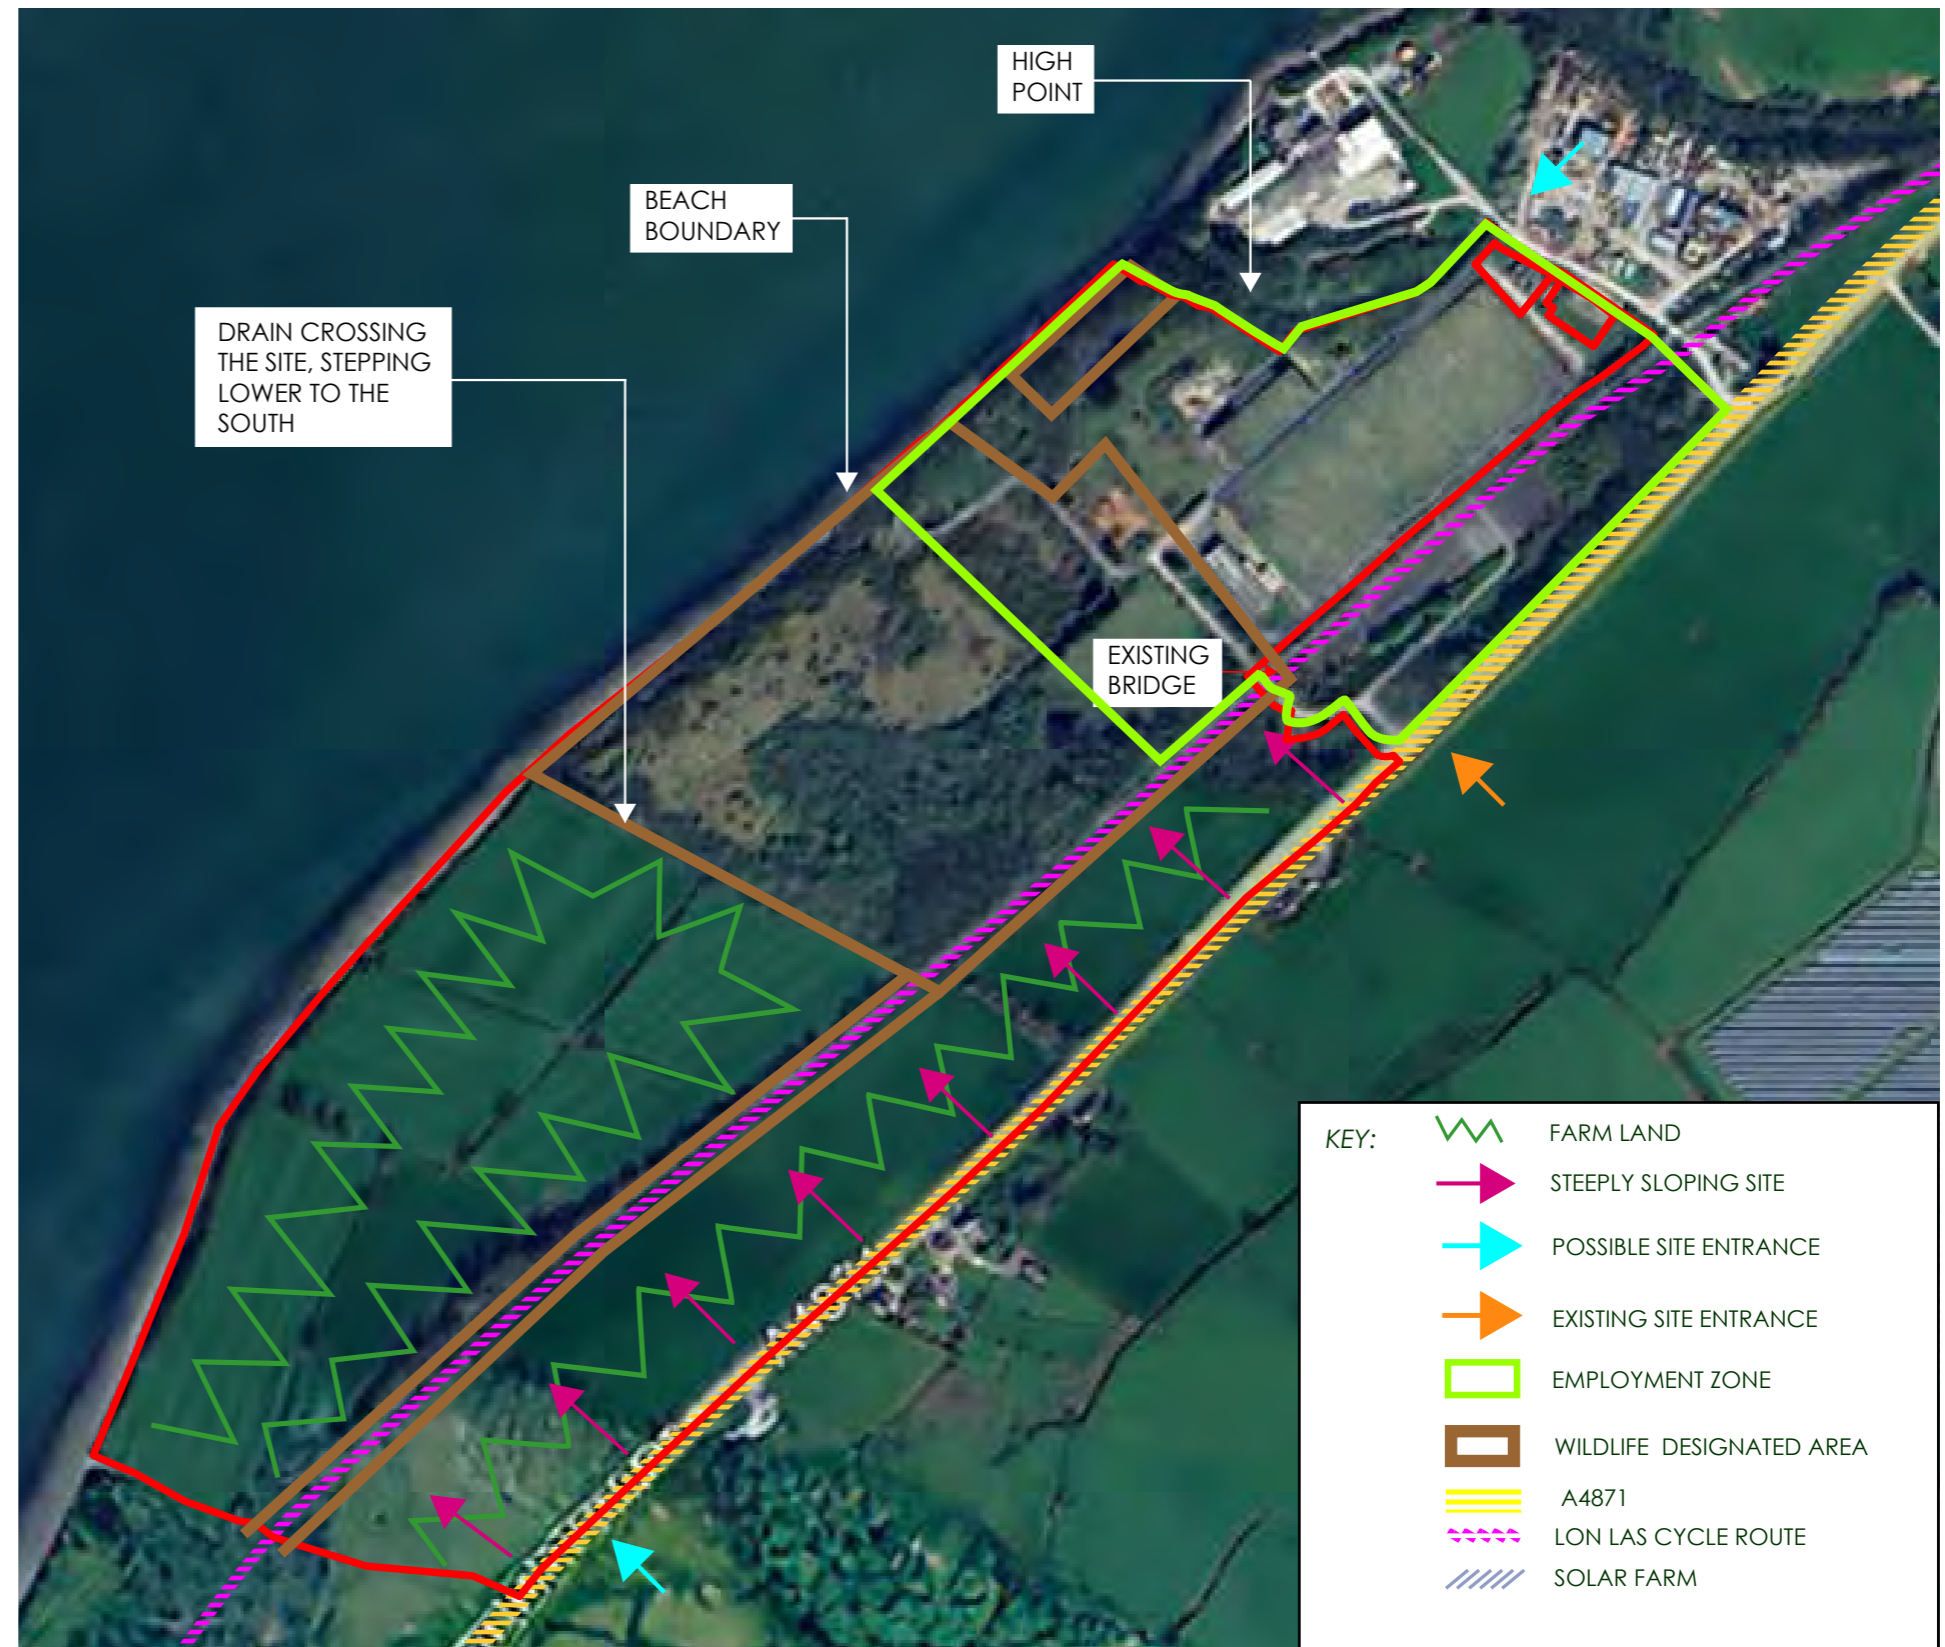 HIGH
POINT
BEACH
BOUNDARY
DRAIN CROSSING
THE SITE, STEPPING
LOWER TO THE
SOUTH
EXISTING
BRIDGE
KEY:
FARM LAND
STEEPLY SLOPING SITE
POSSIBLE SITE ENTRANCE
EXISTING SITE ENTRANCE
EMPLOYMENT ZONE
WILDLIFE DESIGNATED AREA
A4871
LON LAS CYCLE ROUTE
SOLAR FARM